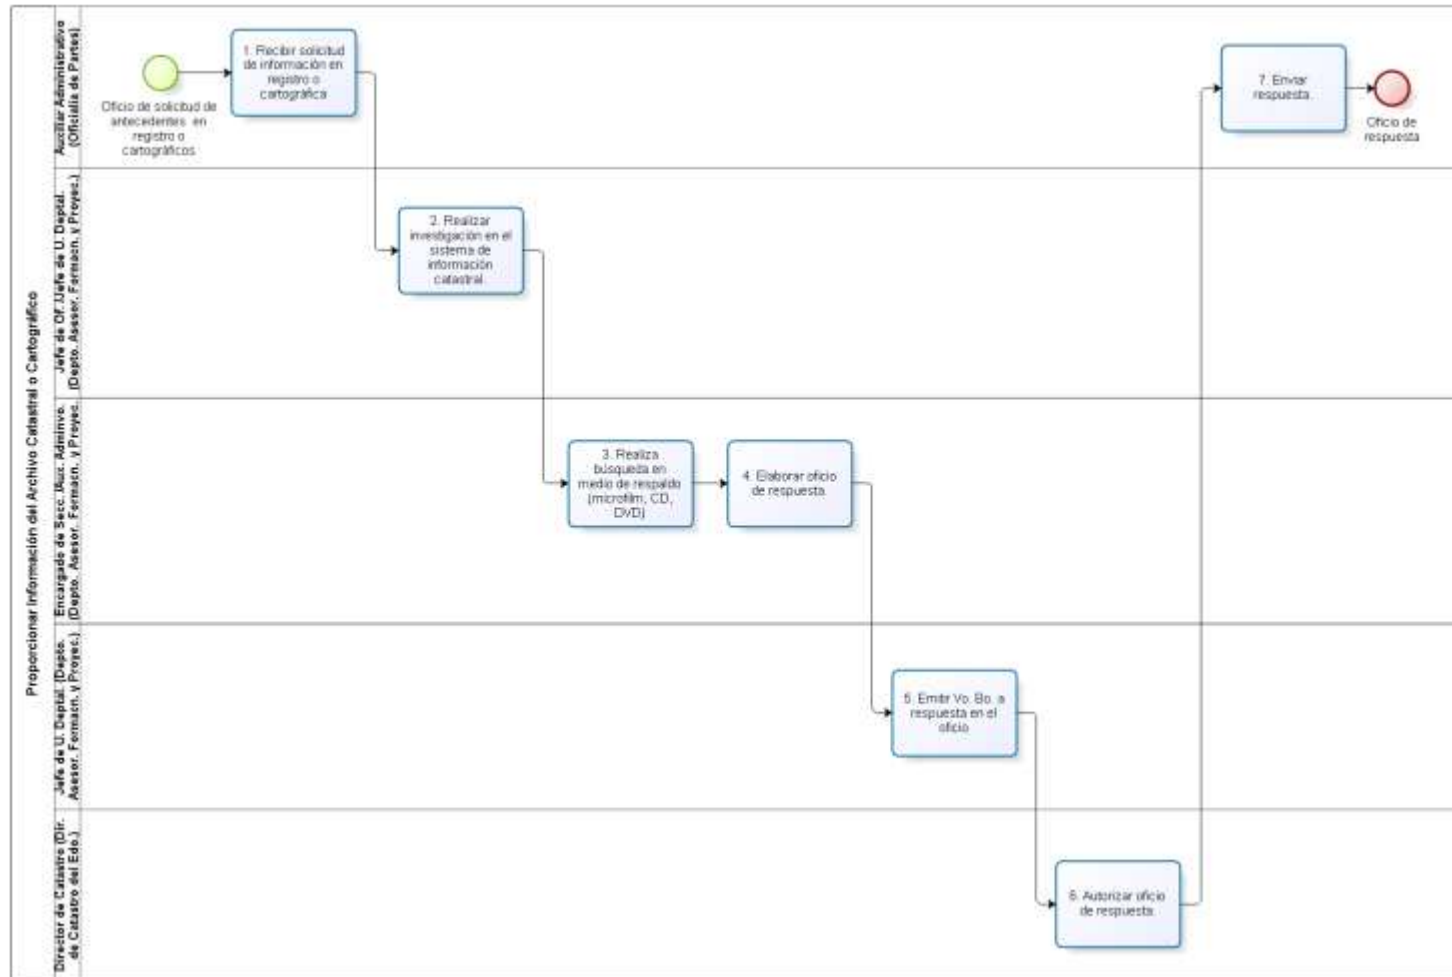 Proporcionar Información del Archivo Catastral o Cartográfico
Auxiliar Administrativo
(Oficialía de Partes)
Oficio de solicitud de
antecedentes en
registro o
cartográficos
1. Recibir solicitud
de información en
registro o
cartográfica
7. Enviar
respuesta.
Oficio de
respuesta
Jefe de Of. /Jefe de U. Deptal.
(Depto. Asesor. Formacn. y Proyec.)
2. Realizar
investigación en el
sistema de
información
catastral.
Encargado de Secc. /Aux. Adminvo.
(Depto. Asesor. Formacn. y Proyec.
3. Realiza
búsqueda en
medio de respaldo
(microfilm, CD,
DVD)
4. Elaborar oficio
de respuesta.
Jefe de U. Deptal. (Depto.
Asesor. Formacn. y Proyec.)
5. Emitir Vo. Bo. a
respuesta en el
oficio
Director de Catastro (Dir.
de Catastro del Edo.)
6. Autorizar oficio
de respuesta.